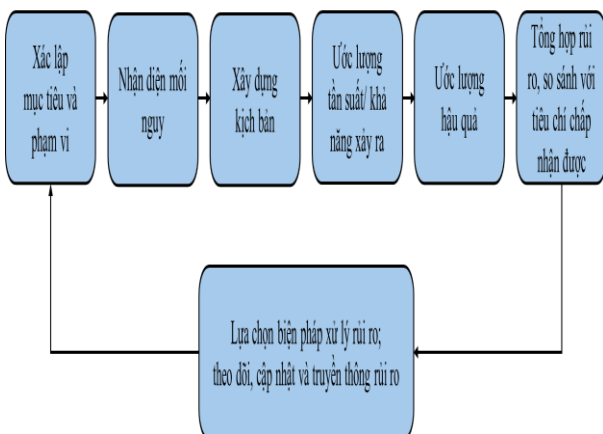 Xác lập
mục tiêu và
phạm vi
Nhận diện mối
nguy
Xây dựng
kịch bản
Ước lượng
tần suất/ khả
năng xảy ra
Ước lượng
hậu quả
Tổng hợp rủi
ro, so sánh với
tiêu chí chấp
nhận được
Lựa chọn biện pháp xử lý rủi ro;
theo dõi, cập nhật và truyền thông rủi ro